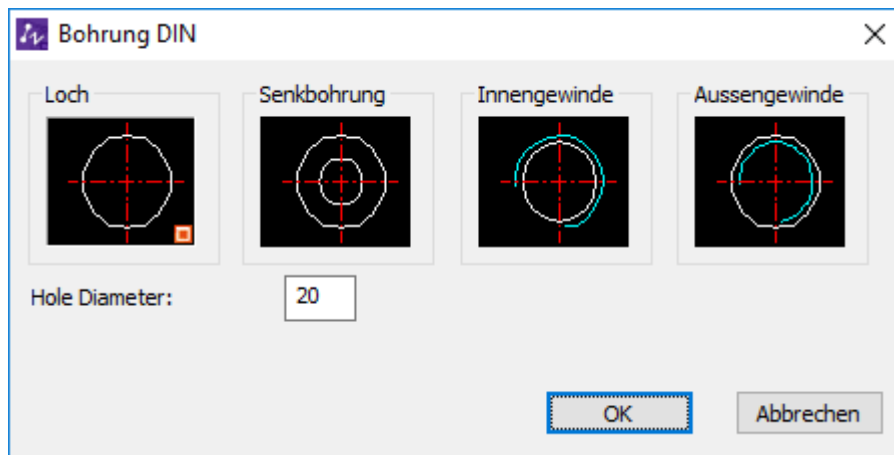 Bohrung DIN
Loch
Senkbohrung
Innengewinde
Aussengewinde
Hole Diameter: 20
OK
Abbrechen